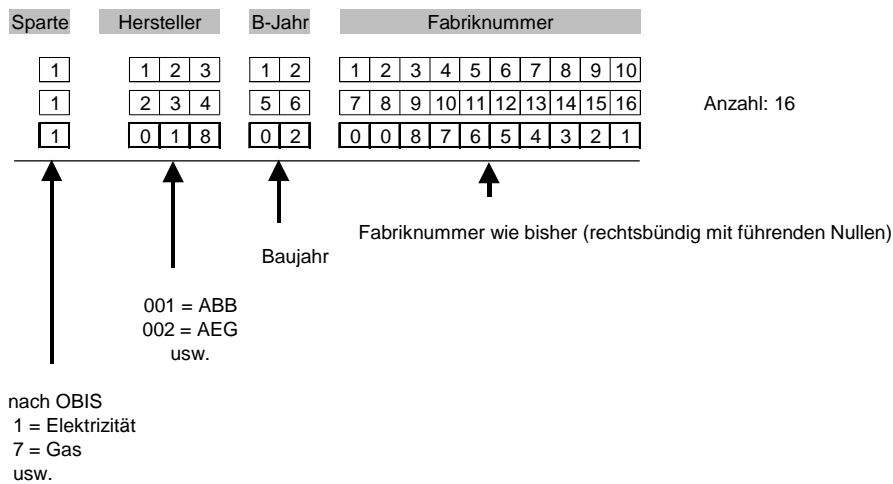 Sparte Hersteller B-Jahr Fabriknummer
1 1 2 3 1 2 1 2 3 4 5 6 7 8 9 10
1 2 3 4 5 6 7 8 9 10 11 12 13 14 15 16 Anzahl: 16
1 0 1 8 0 2 0 0 8 7 6 5 4 3 2 1
Fabriknummer wie bisher (rechtsbündig mit führenden Nullen)
Baujahr
001 = ABB
002 = AEG
usw.
nach OBIS
1 = Elektrizität
7 = Gas
usw.